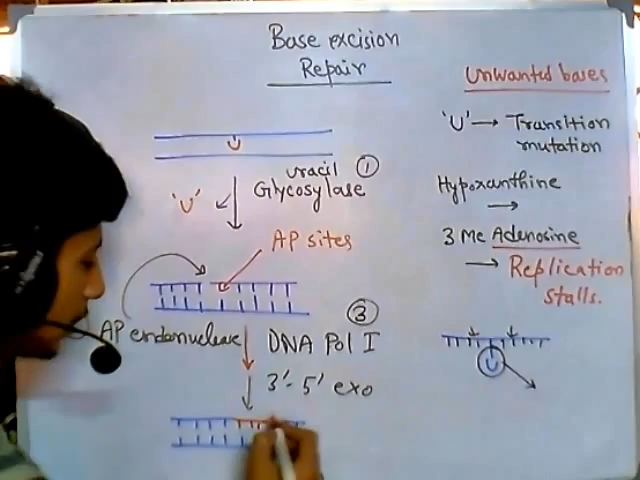 Base excision
Repair
Unwanted bases
'U' → Transition
mutation
U
uracil ①
Glycosylase
'U'
Hypoxanthine
→
AP sites
3 Me Adenosine
→ Replication
stalls.
③
AP endonuclease
DNA Pol I
U
3'-5' exo